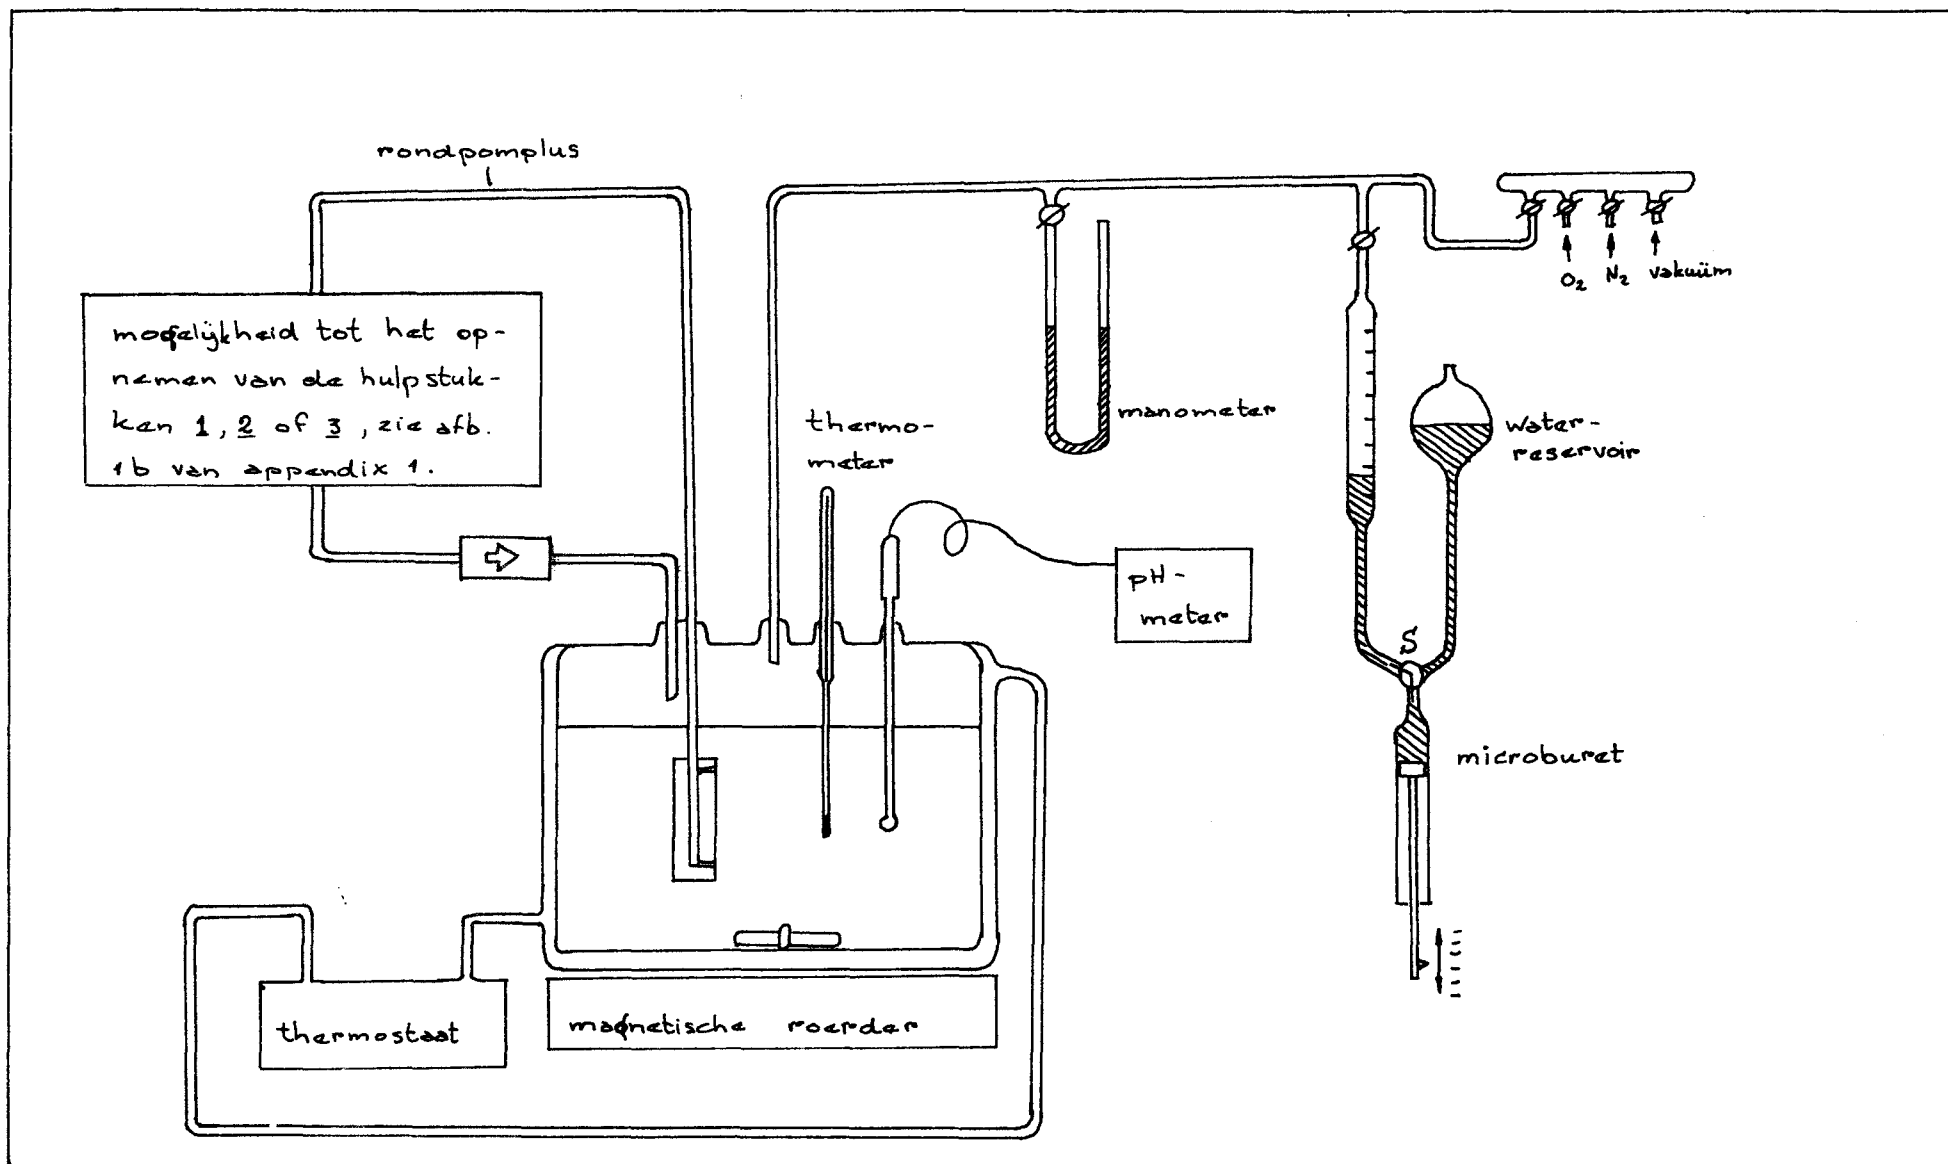 rondpomplus
mogelijkheid tot het op-
nemen van de hulpstuk-
ken 1, 2 of 3, zie afb.
1b van appendix 1.
thermo-
meter
manometer
O₂ N₂ vakuüm
water-
reservoir
pH-
meter
S
microburet
thermostaat
magnetische roerder